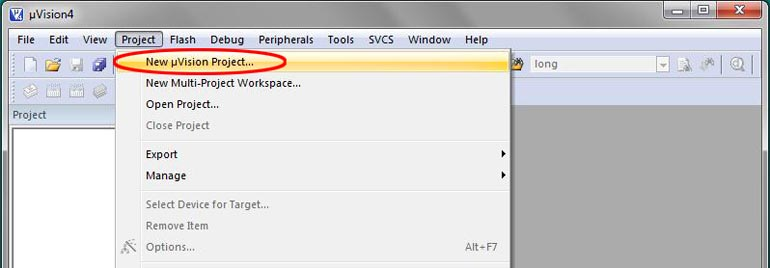 µVision4
File Edit View Project Flash Debug Peripherals Tools SVCS Window Help
New µVision Project...
long
New Multi-Project Workspace...
Open Project...
Project
Close Project
Export
Manage
Select Device for Target...
Remove Item
Options... Alt+F7